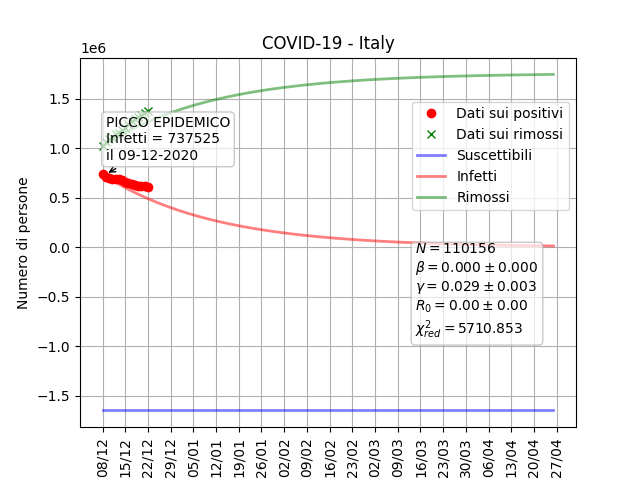 COVID-19 - Italy
1e6
1.5
1.0
0.5
0.0
−0.5
−1.0
−1.5
Numero di persone
PICCO EPIDEMICO
Infetti = 737525
il 09-12-2020
Dati sui positivi
Dati sui rimossi
Suscettibili
Infetti
Rimossi
N = 110156
β = 0.000 ± 0.000
γ = 0.029 ± 0.003
R₀ = 0.00 ± 0.00
χ²red = 5710.853
08/12
15/12
22/12
29/12
05/01
12/01
19/01
26/01
02/02
09/02
16/02
23/02
02/03
09/03
16/03
23/03
30/03
06/04
13/04
20/04
27/04